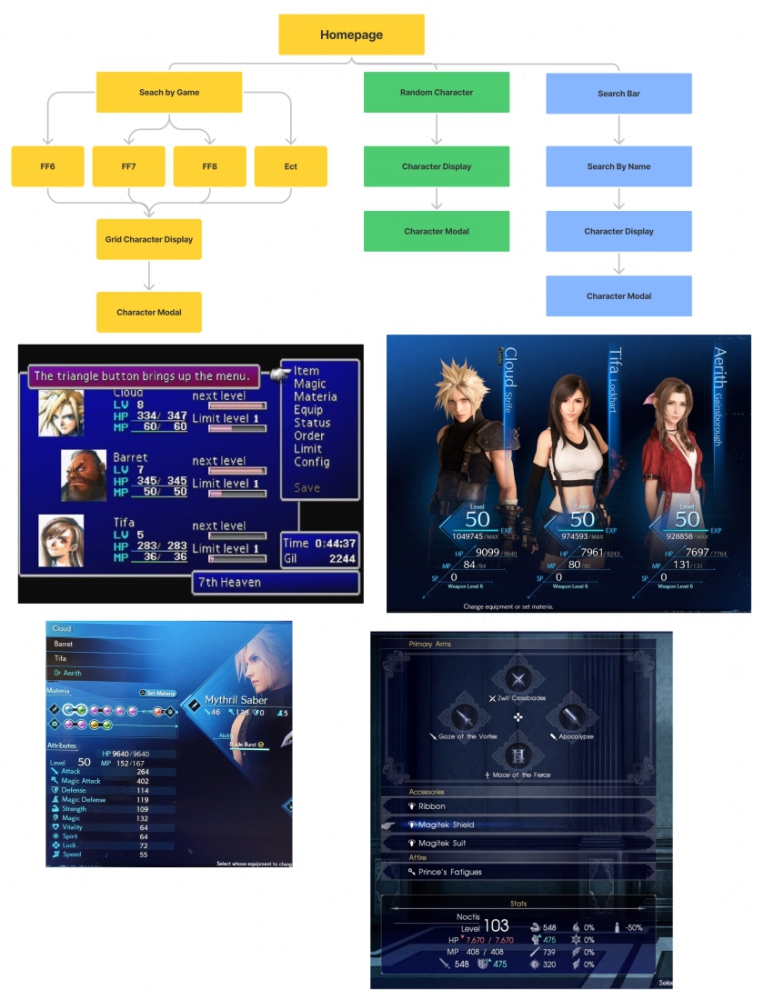 Homepage
Seach by Game
Random Character
Search Bar
FF6
FF7
FF8
Ect
Character Display
Search By Name
Grid Character Display
Character Modal
Character Display
Character Modal
Character Modal
The triangle button brings up the menu.
Item
Magic
Materia
Equip
Status
Order
Limit
Config
Save
Cloud
LV 8
HP 334/ 347
MP 60/ 60
next level
Limit level 1
Barret
LV 7
HP 345/ 345
MP 50/ 50
next level
Limit level 1
Tifa
LV 5
HP 283/ 283
MP 36/ 36
next level
Limit level 1
Time 0:44:37
Gil 2244
7th Heaven
Cloud Strife
Tifa Lockhart
Aerith Gainsborough
Level
50
EXP
1049745/MAX
HP 9099/9640
MP 84/84
SP 0
Weapon Level 6
Level
50
EXP
974593/MAX
HP 7961
MP 80
SP 0
Weapon Level 6
Level
50
EXP
928858/MAX
HP 7697/7764
MP 131/131
SP 0
Weapon Level 6
Change equipment or set materia.
Cloud
Barret
Tifa
Aerith
Materia
Set Materia
Mythril Saber
46
0
5
Blade Burst
Attributes
Level 50
HP 9640/9640
MP 152/167
Attack 264
Magic Attack 402
Defense 114
Magic Defense 119
Strength 109
Magic 132
Vitality 64
Spirit 64
Luck 72
Speed 55
Select whose equipment to chang
Primary Arms
Zwill Crossblades
Gaze of the Vortex
Apocalypse
Mace of the Fierce
Accessories
Ribbon
Magitek Shield
Magitek Suit
Attire
Prince's Fatigues
Stats
Noctis
Level 103
HP 7,670 / 7,670
MP 408 / 408
548 475
548 0% -50%
475 0%
739 0%
320 0%
Sele